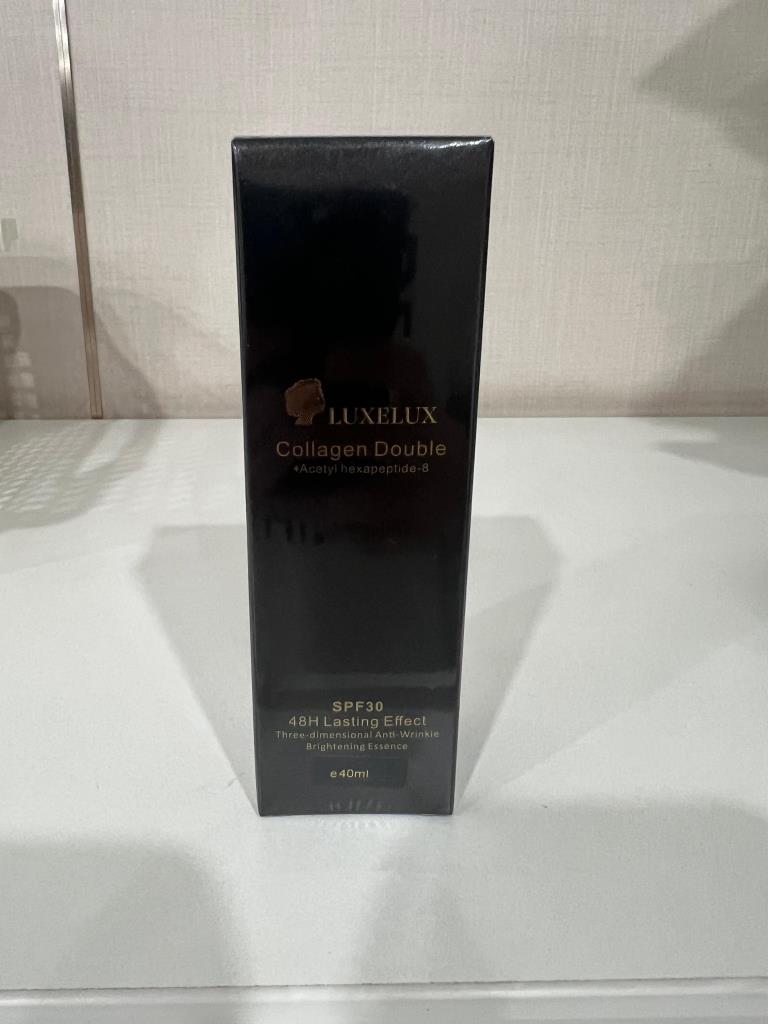 LUXELUX
Collagen Double
+Acetyl hexapeptide-8
SPF30
48H Lasting Effect
Three-dimensional Anti-Wrinkle
Brightening Essence
e40ml